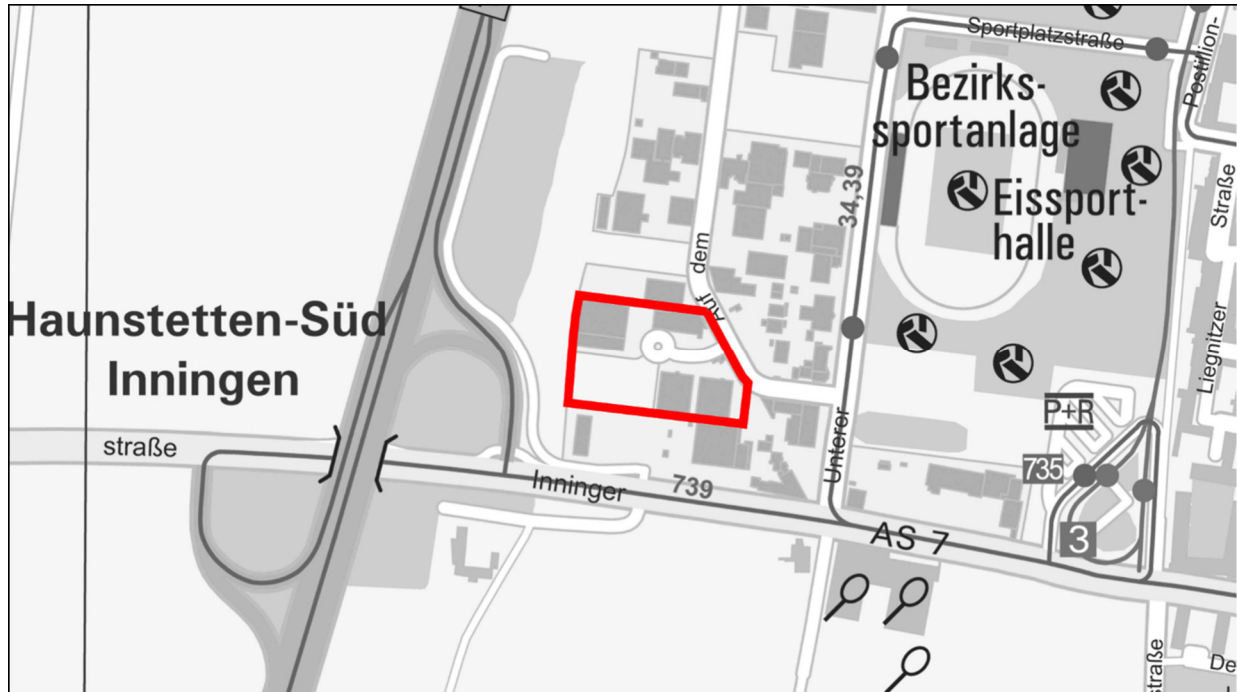 Sportplatzstraße
Postillion-
Bezirks-
sportanlage
34,39
Eissport-
halle
Straße
dem
Auf
Haunstetten-Süd
Inningen
Liegnitzer
P+R
Unterer
straße
735
Inninger
739
AS 7
3
straße
De